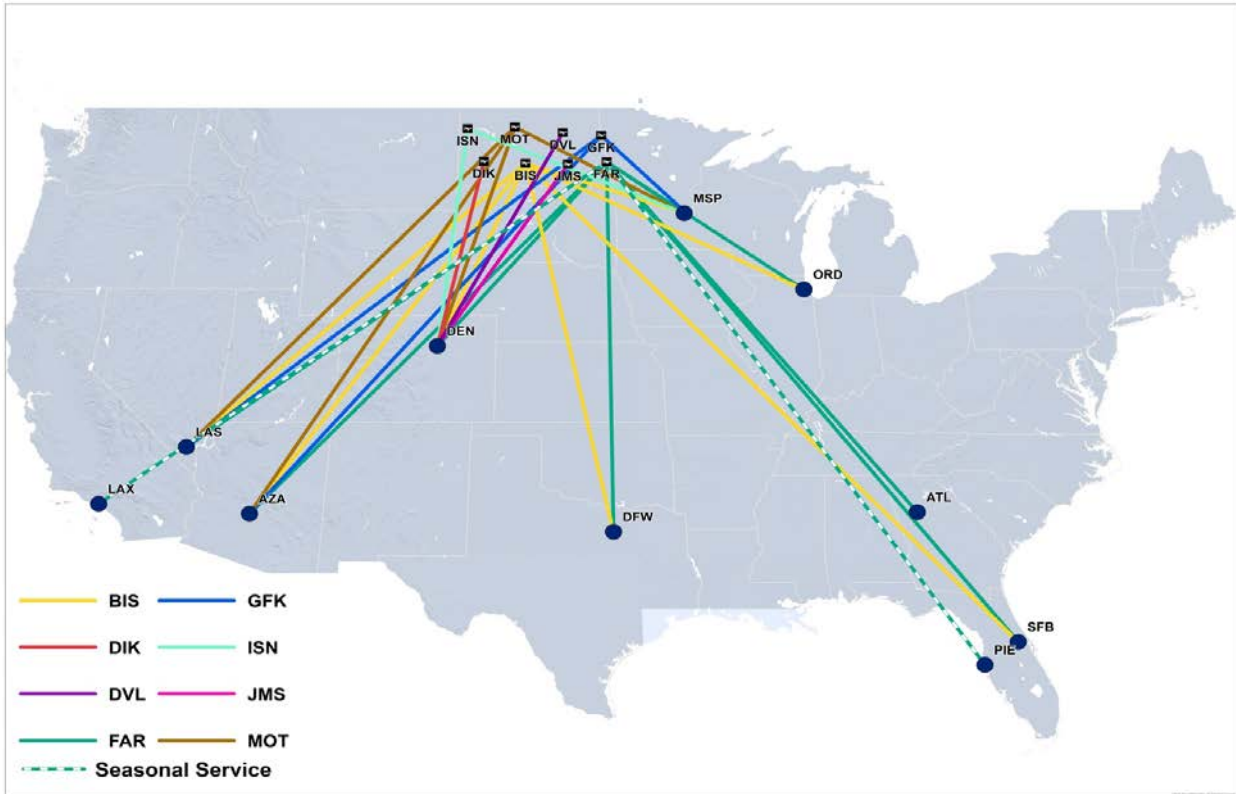 ISN
MOT
DVL
GFK
DIK
BIS
JMS
FAR
MSP
ORD
DEN
LAS
LAX
AZA
DFW
ATL
SFB
PIE
BIS
GFK
DIK
ISN
DVL
JMS
FAR
MOT
Seasonal Service